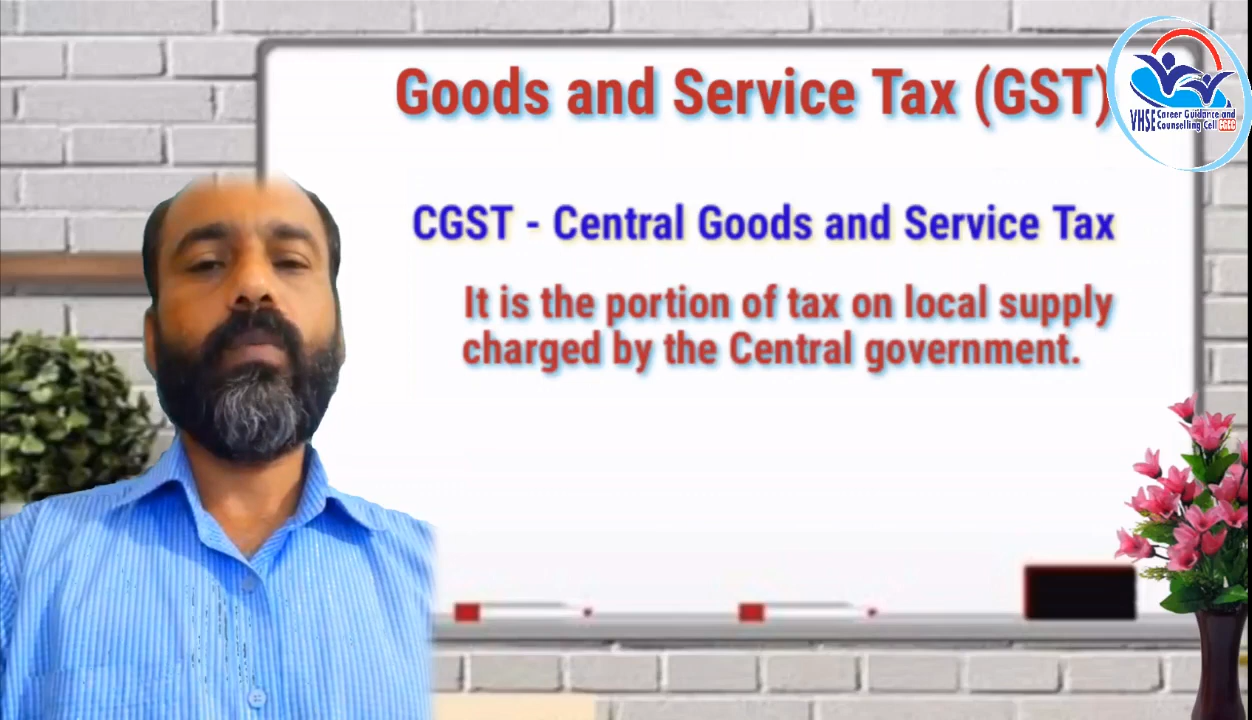 Goods and Service Tax (GST)
VHSE Career Guidance and
Counselling Cell CGCC
CGST - Central Goods and Service Tax
It is the portion of tax on local supply
charged by the Central government.